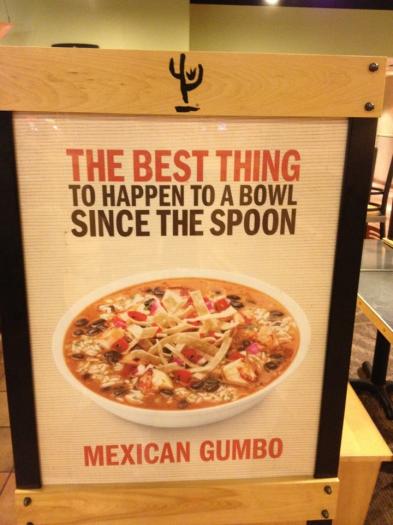 THE BEST THING
TO HAPPEN TO A BOWL
SINCE THE SPOON
MEXICAN GUMBO